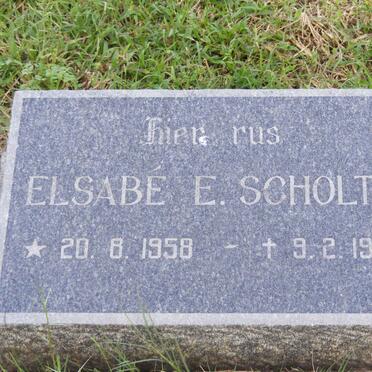 Hier rus
ELSABÉ E. SCHOLT
★ 20. 8. 1958 - † 9. 2. 19